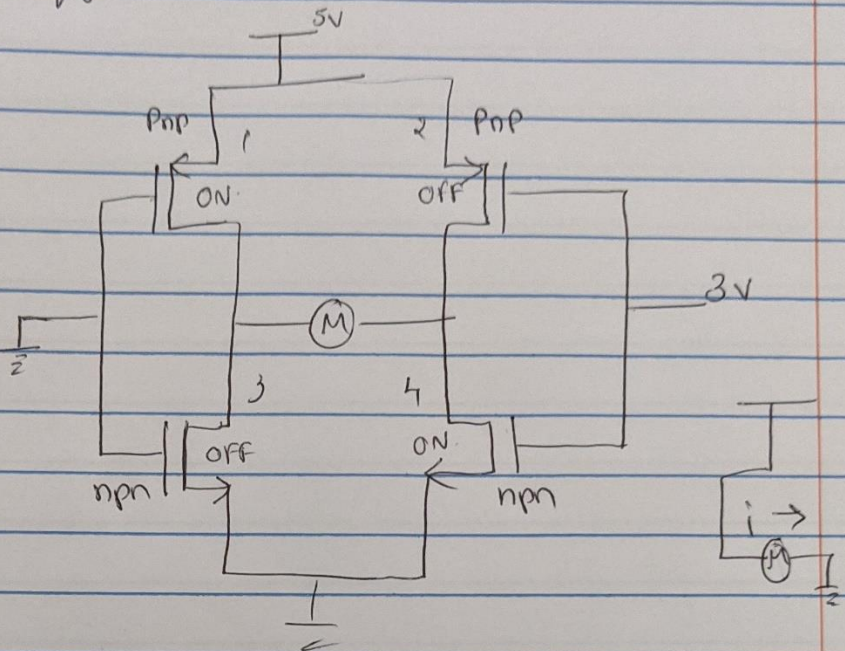 5V
pnp 1 2 pnp
ON OFF
3V
M
3 4
OFF ON
npn npn
i →
M